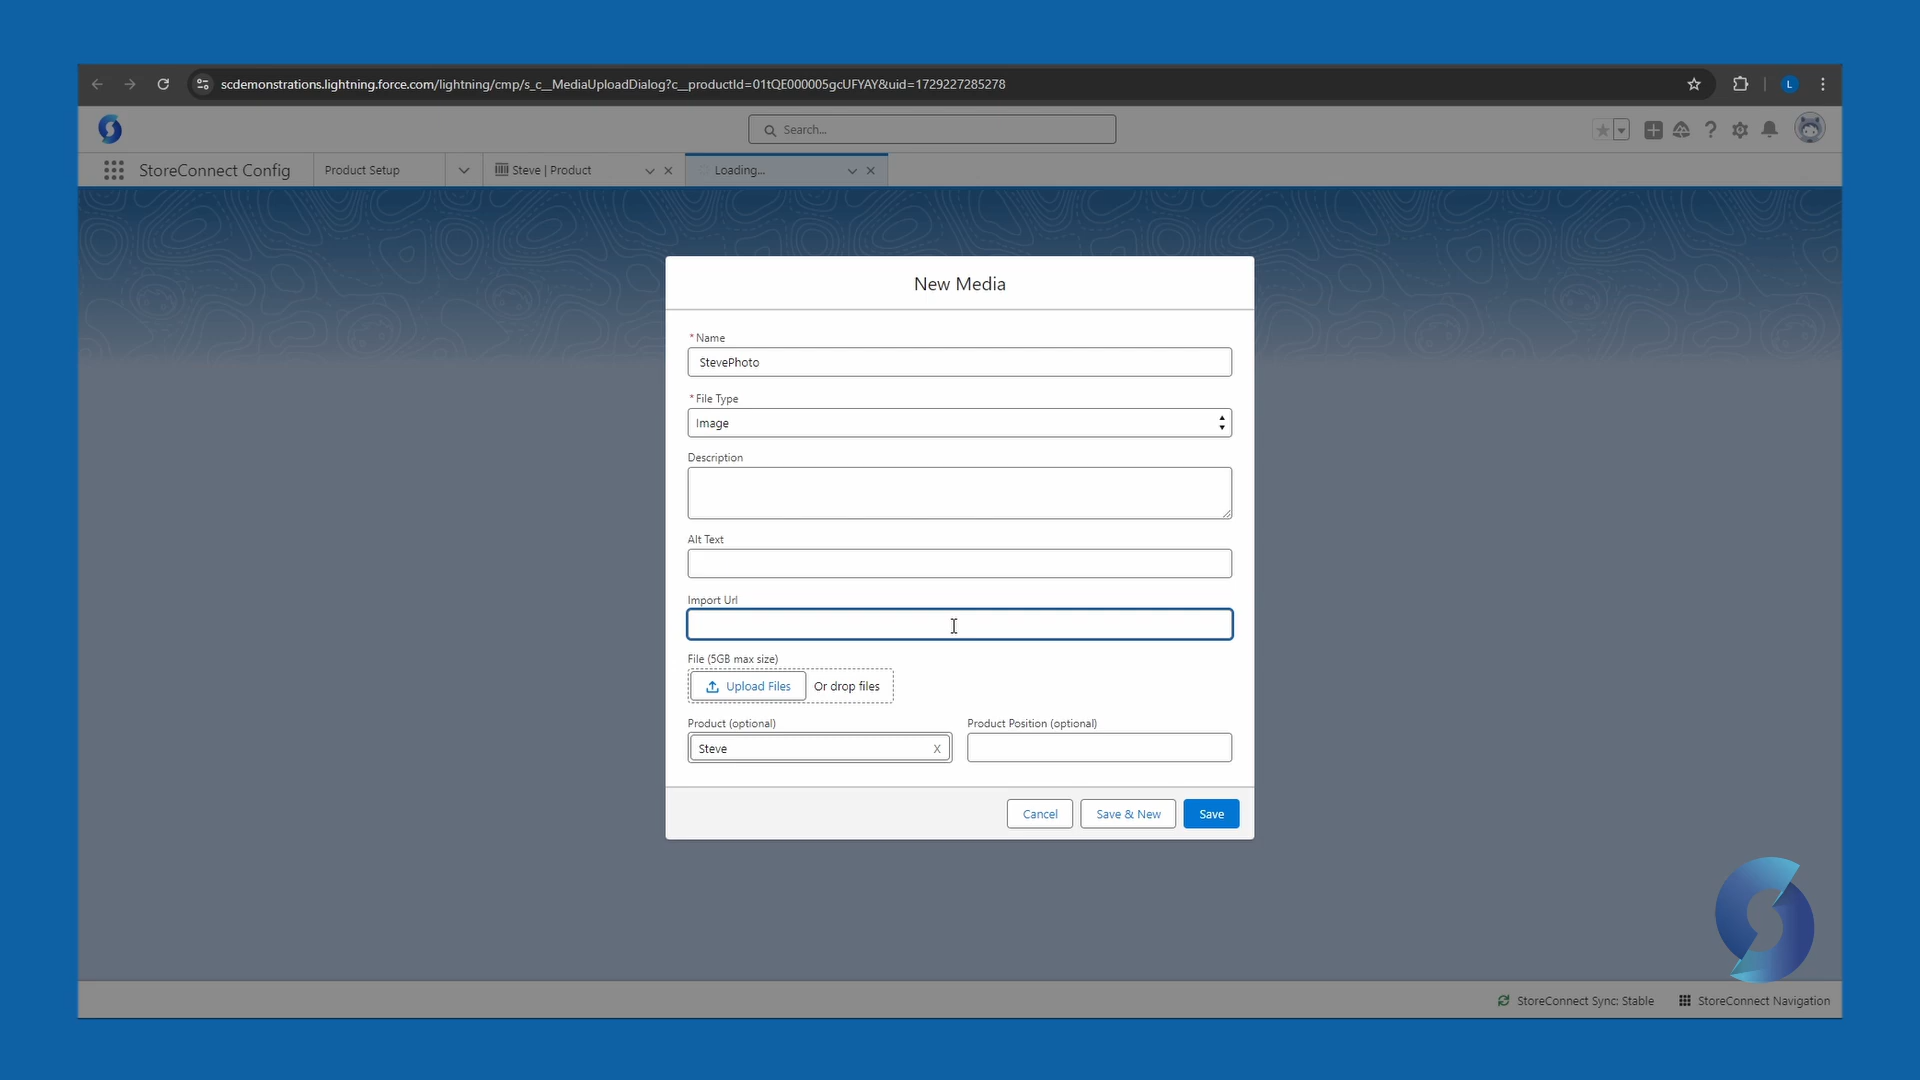 scdemonstrations.lightning.force.com/lightning/cmp/s_c__MediaUploadDialog?c__productId=01tQE000005gcUFYAY&uid=1729227285278
L
Search...
StoreConnect Config
Product Setup
Steve | Product
Loading...
New Media
*Name
StevePhoto
*File Type
Image
Description
Alt Text
Import Url
File (5GB max size)
Upload Files
Or drop files
Product (optional)
Product Position (optional)
Steve
X
Cancel
Save & New
Save
StoreConnect Sync: Stable
StoreConnect Navigation